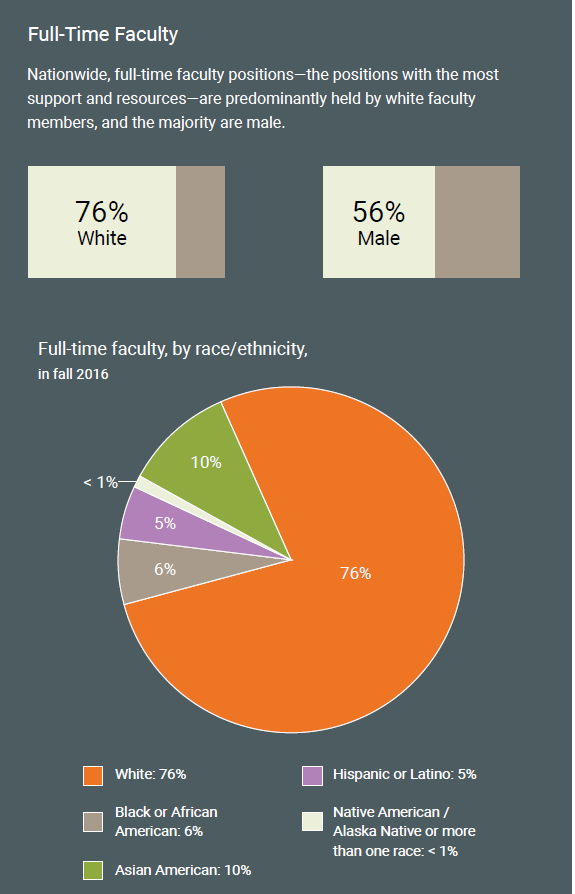 Full-Time Faculty
Nationwide, full-time faculty positions—the positions with the most
support and resources—are predominantly held by white faculty
members, and the majority are male.
76%
White
56%
Male
Full-time faculty, by race/ethnicity,
in fall 2016
10%
< 1%
5%
6%
76%
White: 76%
Black or African
American: 6%
Asian American: 10%
Hispanic or Latino: 5%
Native American /
Alaska Native or more
than one race: < 1%